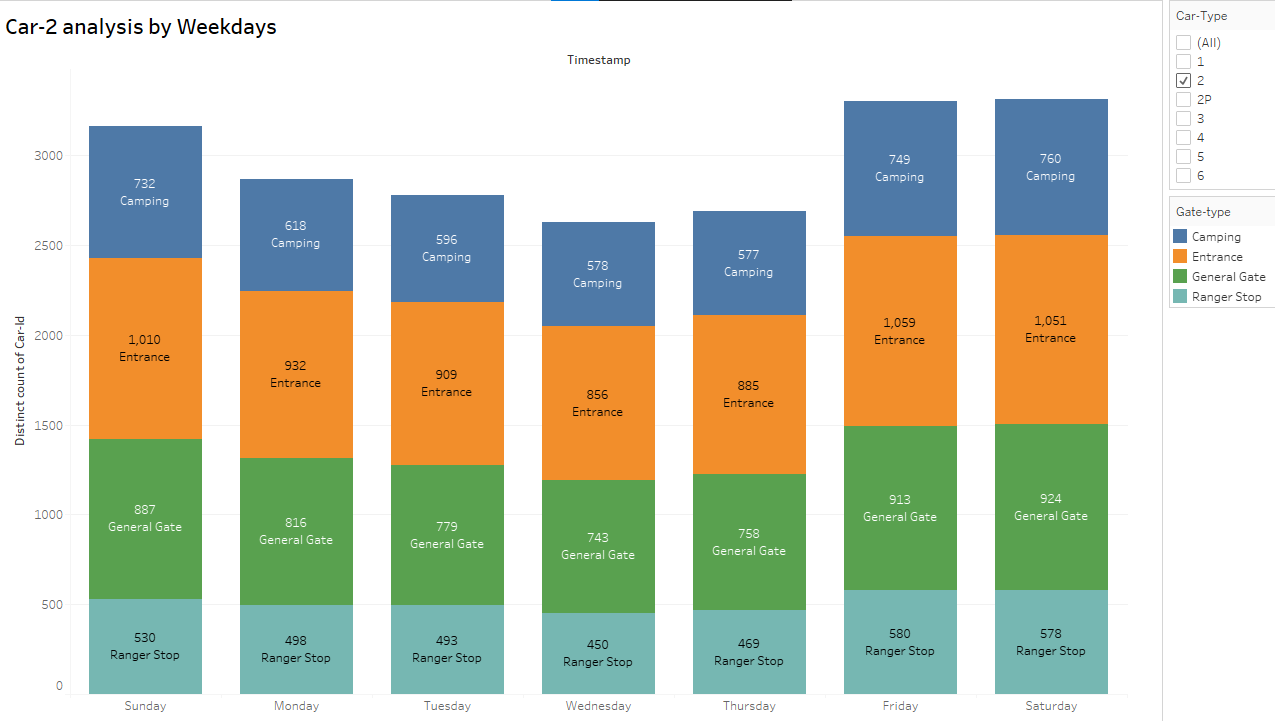 Car-2 analysis by Weekdays
Timestamp
Distinct count of Car-Id
3000
2500
2000
1500
1000
500
0
732
Camping
1,010
Entrance
887
General Gate
530
Ranger Stop
618
Camping
932
Entrance
816
General Gate
498
Ranger Stop
596
Camping
909
Entrance
779
General Gate
493
Ranger Stop
578
Camping
856
Entrance
743
General Gate
450
Ranger Stop
577
Camping
885
Entrance
758
General Gate
469
Ranger Stop
749
Camping
1,059
Entrance
913
General Gate
580
Ranger Stop
760
Camping
1,051
Entrance
924
General Gate
578
Ranger Stop
Sunday
Monday
Tuesday
Wednesday
Thursday
Friday
Saturday
Car-Type
(All)
1
2
2P
3
4
5
6
Gate-type
Camping
Entrance
General Gate
Ranger Stop